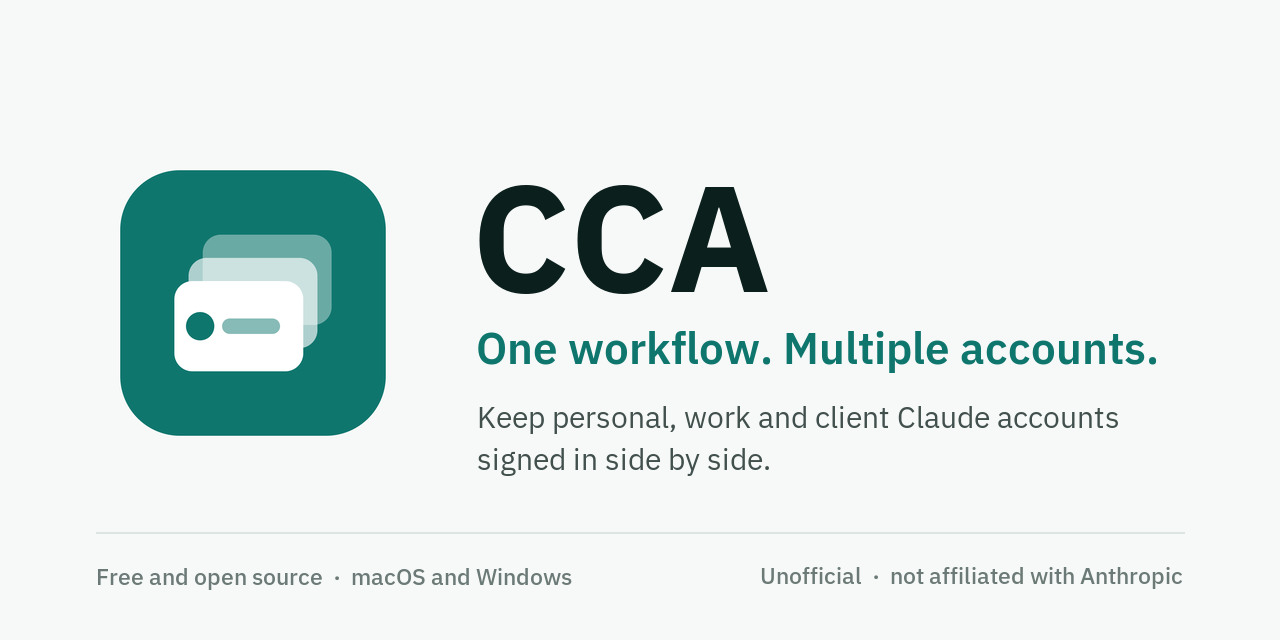 CCA
One workflow. Multiple accounts.
Keep personal, work and client Claude accounts
signed in side by side.
Free and open source · macOS and Windows
Unofficial · not affiliated with Anthropic